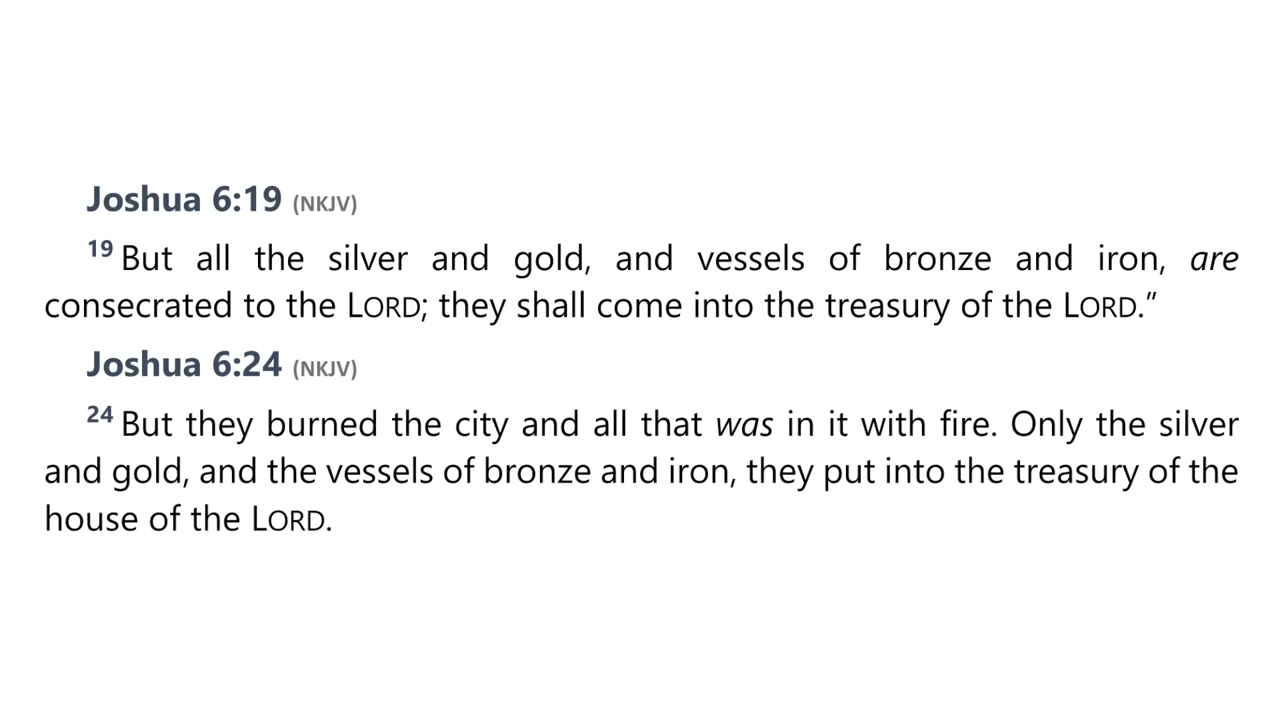 Joshua 6:19 (NKJV)
19 But all the silver and gold, and vessels of bronze and iron, are
consecrated to the LORD; they shall come into the treasury of the LORD.”
Joshua 6:24 (NKJV)
24 But they burned the city and all that was in it with fire. Only the silver
and gold, and the vessels of bronze and iron, they put into the treasury of the
house of the LORD.